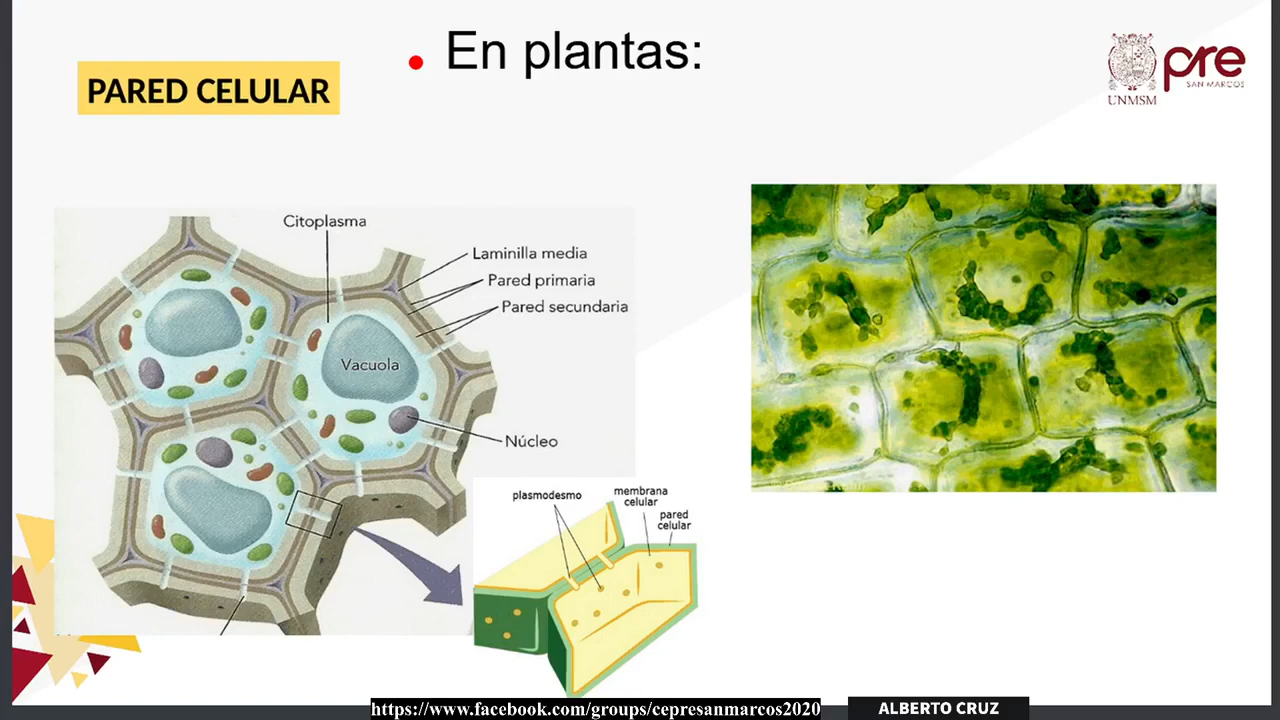 En plantas:
PARED CELULAR
UNMSM
pre
SAN MARCOS
Citoplasma
Laminilla media
Pared primaria
Pared secundaria
Vacuola
Núcleo
plasmodesmo
membrana
celular
pared
celular
https://www.facebook.com/groups/cepresanmarcos2020
ALBERTO CRUZ